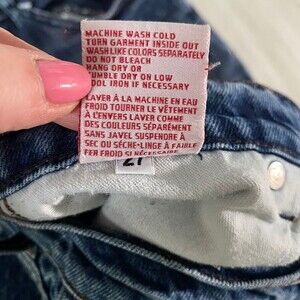 MACHINE WASH COLD
TURN GARMENT INSIDE OUT
WASH LIKE COLORS SEPARATELY
DO NOT BLEACH
HANG DRY OR
TUMBLE DRY ON LOW
COOL IRON IF NECESSARY
LAVER À LA MACHINE EN EAU
FROID TOURNER LE VÊTEMENT
À L'ENVERS LAVER COMME
DES COULEURS SÉPARÉMENT
SANS JAVEL SUSPENDRE À
SEC OU SÉCHE-LINGE À FAIBLE
FER FROID SI NÉCESSAIRE
27